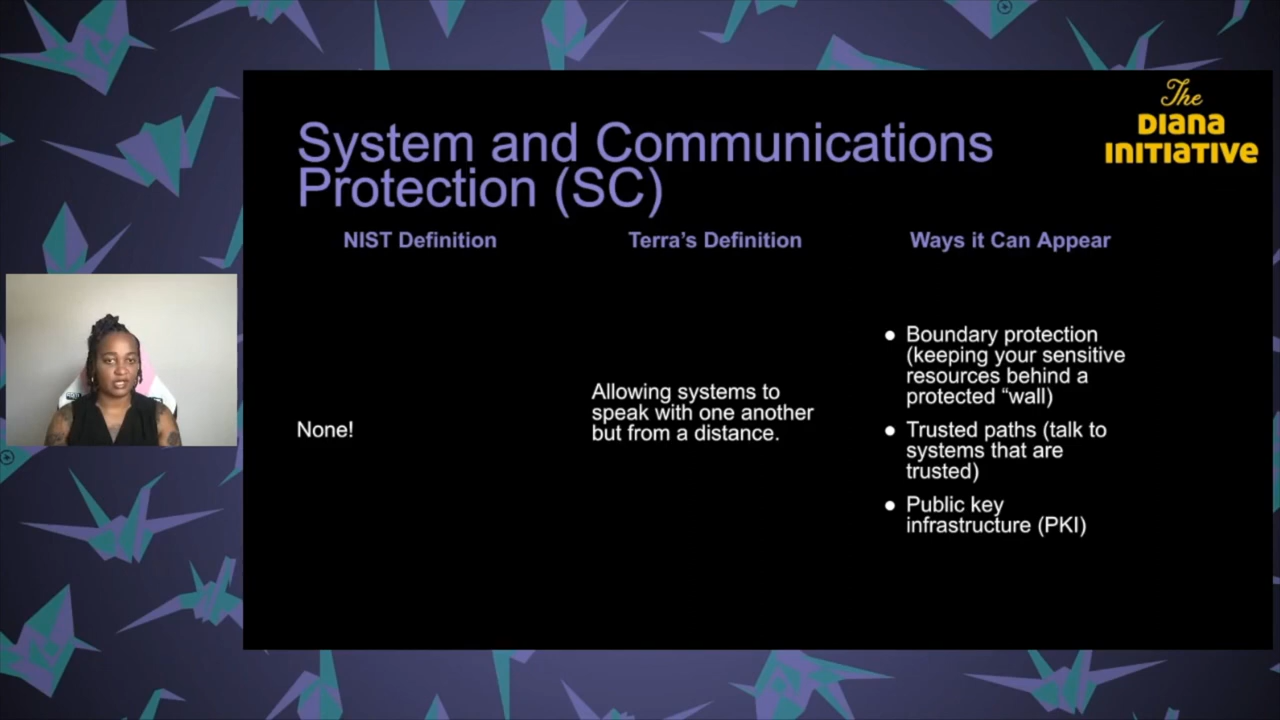 The
DIANA
INITIATIVE
System and Communications
Protection (SC)
NIST Definition
None!
Terra's Definition
Allowing systems to
speak with one another
but from a distance.
Ways it Can Appear
● Boundary protection
(keeping your sensitive
resources behind a
protected “wall)
● Trusted paths (talk to
systems that are
trusted)
● Public key
infrastructure (PKI)